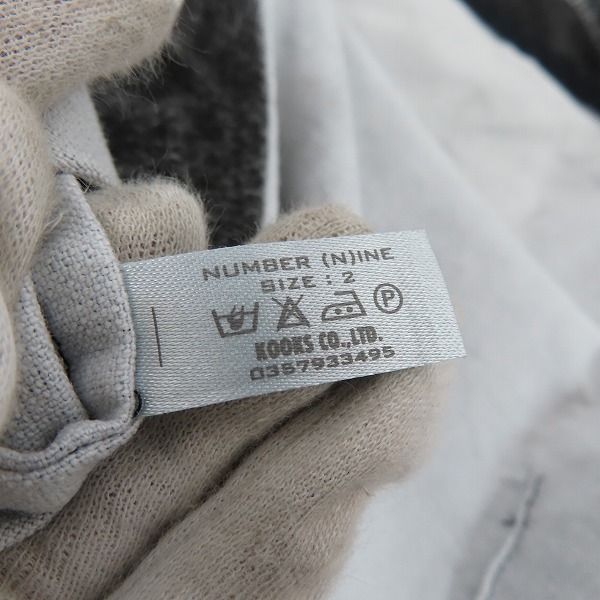 NUMBER (N)INE
SIZE : 2
P
KOOKS CO.,LTD.
0357933495